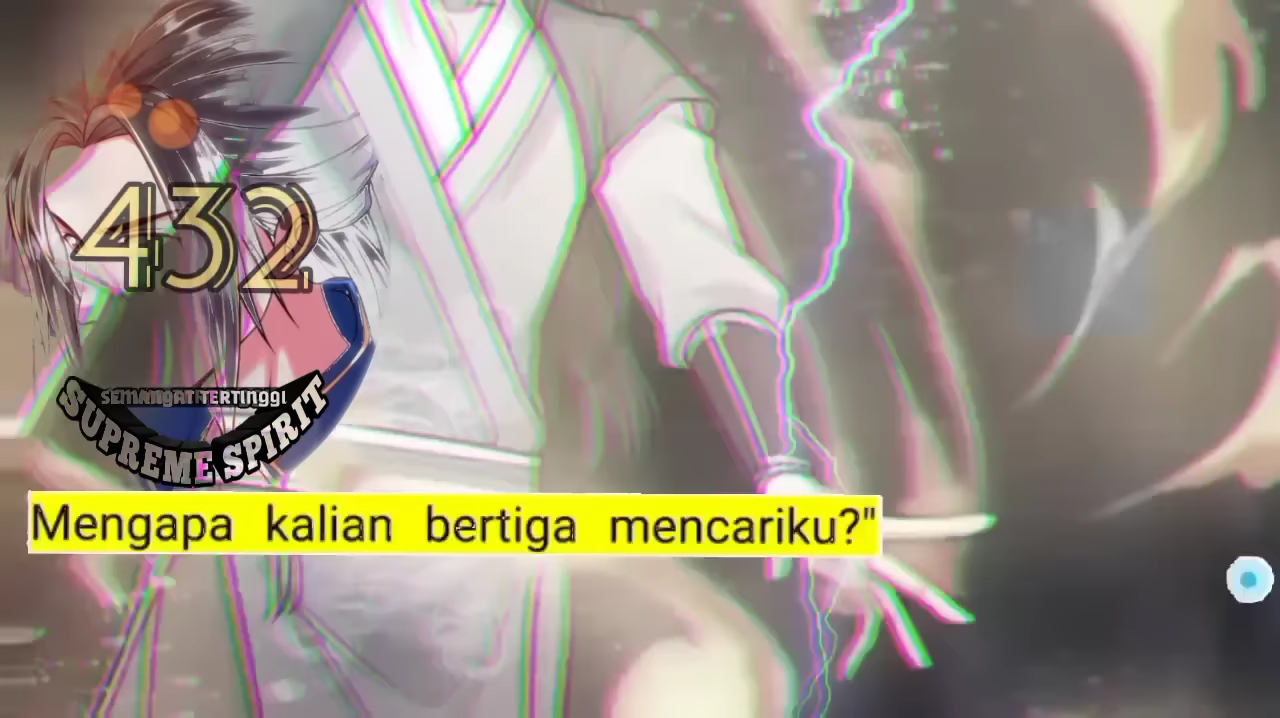 432
SEMANGAT TERTINGGI
SUPREME SPIRIT
Mengapa kalian bertiga mencariku?"